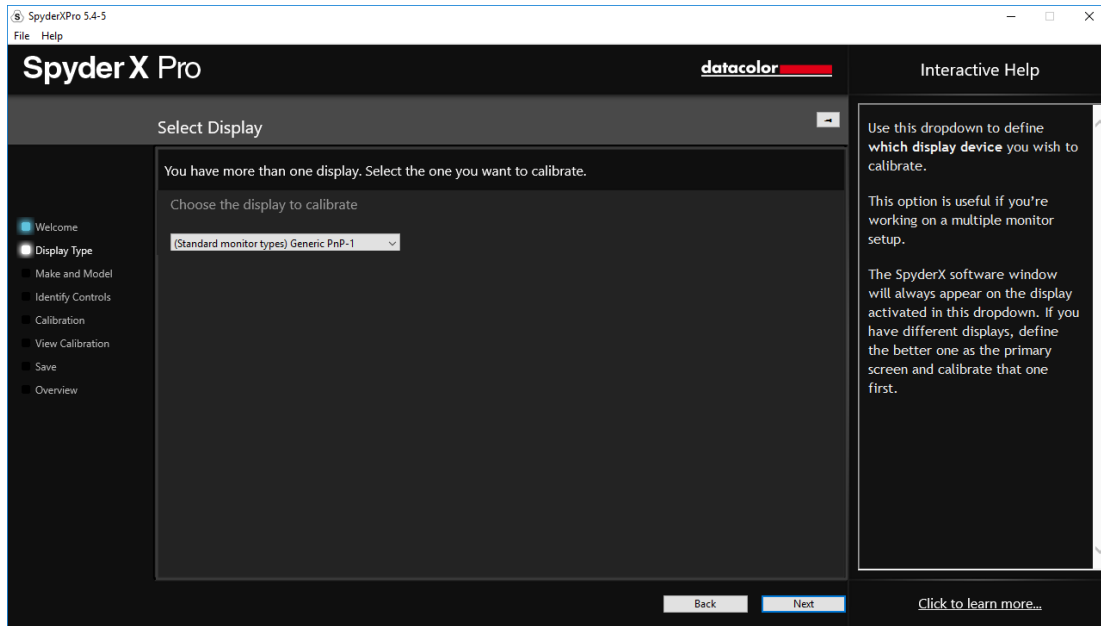 SpyderXPro 5.4-5
File Help
Spyder X Pro
datacolor
Interactive Help
Select Display
You have more than one display. Select the one you want to calibrate.
Choose the display to calibrate
(Standard monitor types) Generic PnP-1
Welcome
Display Type
Make and Model
Identify Controls
Calibration
View Calibration
Save
Overview
Use this dropdown to define
which display device you wish to
calibrate.
This option is useful if you're
working on a multiple monitor
setup.
The SpyderX software window
will always appear on the display
activated in this dropdown. If you
have different displays, define
the better one as the primary
screen and calibrate that one
first.
Back
Next
Click to learn more...